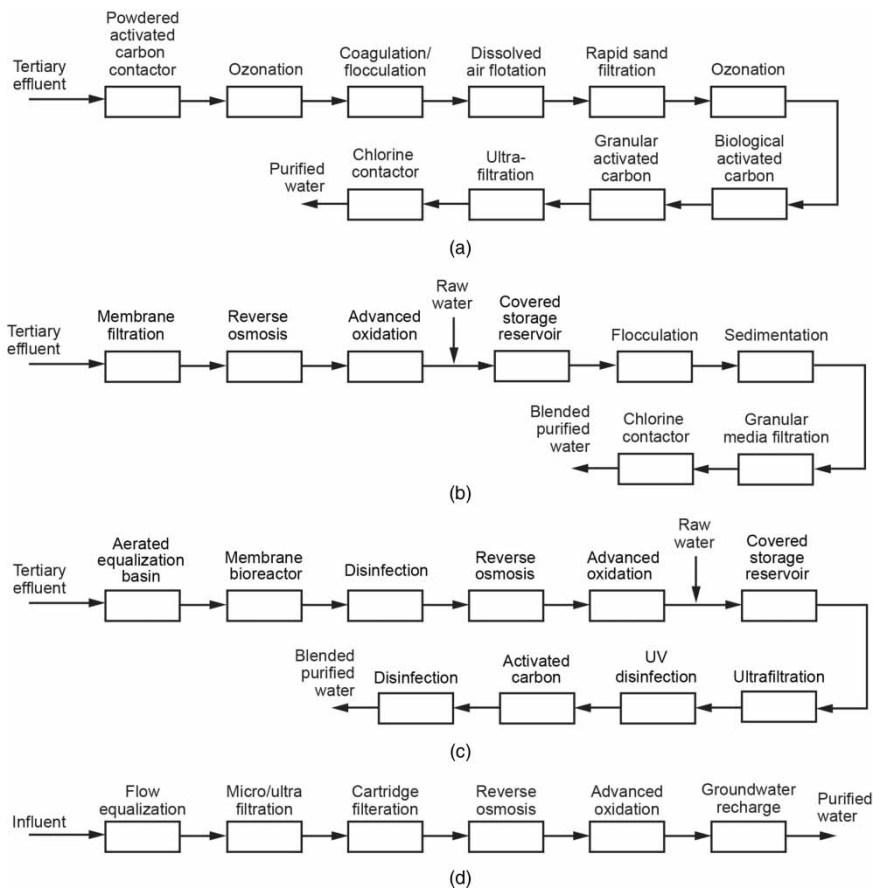 Powdered
activated
carbon
contactor
Tertiary
effluent
Ozonation
Coagulation/
flocculation
Dissolved
air flotation
Rapid sand
filtration
Ozonation
Biological
activated
carbon
Granular
activated
carbon
Ultra-
filtration
Chlorine
contactor
Purified
water
(a)
Tertiary
effluent
Membrane
filtration
Reverse
osmosis
Advanced
oxidation
Raw
water
Covered
storage
reservoir
Flocculation
Sedimentation
Granular
media filtration
Chlorine
contactor
Blended
purified
water
(b)
Tertiary
effluent
Aerated
equalization
basin
Membrane
bioreactor
Disinfection
Reverse
osmosis
Advanced
oxidation
Raw
water
Covered
storage
reservoir
Ultrafiltration
UV
disinfection
Activated
carbon
Disinfection
Blended
purified
water
(c)
Influent
Flow
equalization
Micro/ultra
filtration
Cartridge
filteration
Reverse
osmosis
Advanced
oxidation
Groundwater
recharge
Purified
water
(d)